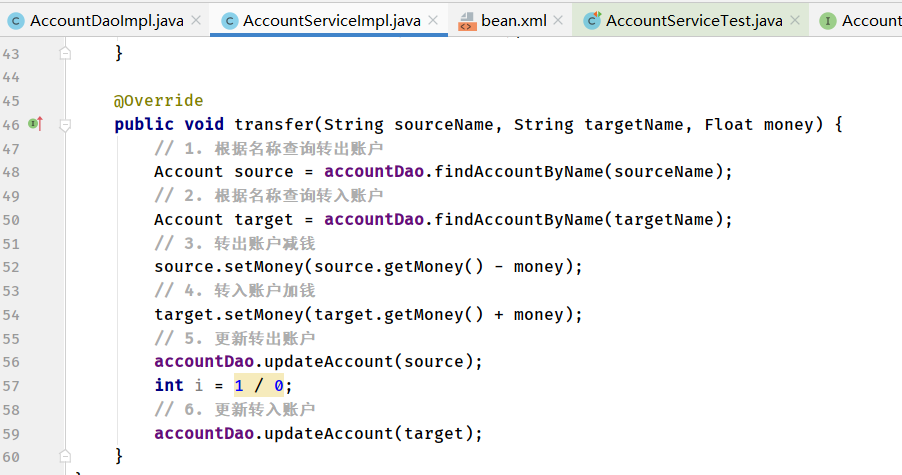 AccountDaoImpl.java AccountServiceImpl.java bean.xml AccountServiceTest.java Account
43 }
44
45 @Override
46 public void transfer(String sourceName, String targetName, Float money) {
47 // 1. 根据名称查询转出账户
48 Account source = accountDao.findAccountByName(sourceName);
49 // 2. 根据名称查询转入账户
50 Account target = accountDao.findAccountByName(targetName);
51 // 3. 转出账户减钱
52 source.setMoney(source.getMoney() - money);
53 // 4. 转入账户加钱
54 target.setMoney(target.getMoney() + money);
55 // 5. 更新转出账户
56 accountDao.updateAccount(source);
57 int i = 1 / 0;
58 // 6. 更新转入账户
59 accountDao.updateAccount(target);
60 }